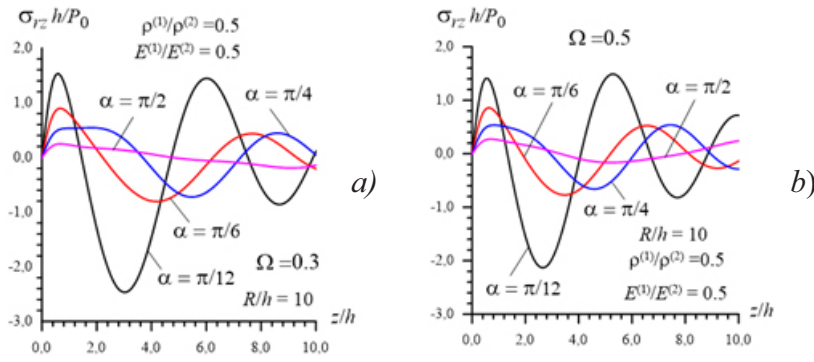 σrz h/P0
ρ(1)/ρ(2)=0.5
E(1)/E(2) = 0.5
2.0
α = π/2
α = π/4
1.0
0.0
-1.0
α = π/6
Ω =0.3
-2.0
α = π/12
R/h = 10
z/h
-3.0
0,0
2,0
4,0
6,0
8,0
10,0
a)
σrz h/P0
Ω =0.5
2.0
α = π/6
α = π/2
1.0
0.0
α = π/4
-1.0
R/h = 10
ρ(1)/ρ(2)=0.5
-2.0
α = π/12
E(1)/E(2) = 0.5
z/h
-3.0
0,0
2,0
4,0
6,0
8,0
10,0
b)